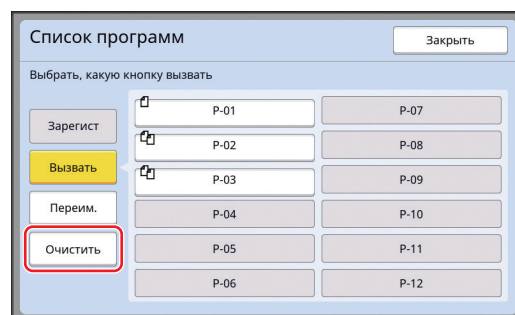 Список программ
Закрыть
Выбрать, какую кнопку вызвать
Зарегист
Вызвать
Переим.
Очистить
P-01
P-02
P-03
P-04
P-05
P-06
P-07
P-08
P-09
P-10
P-11
P-12